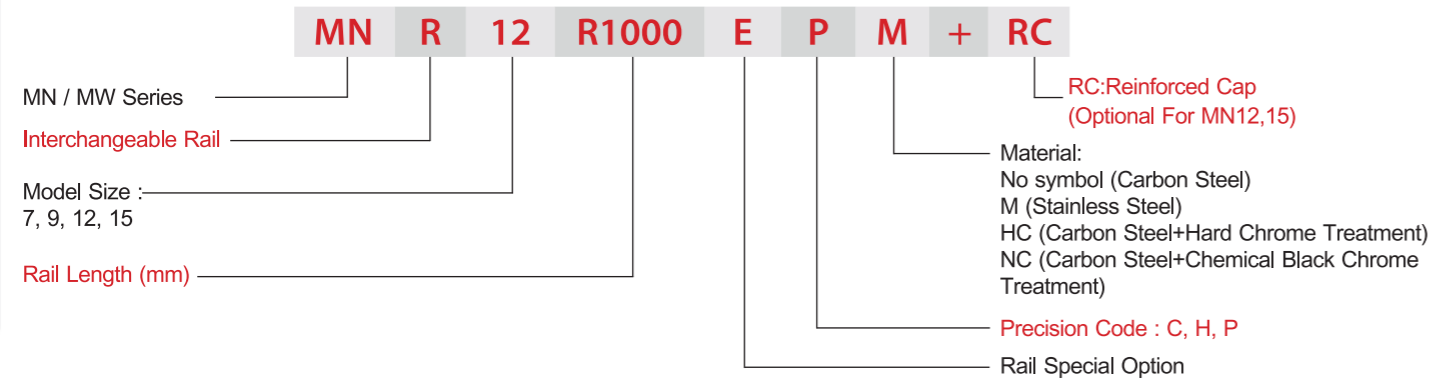 MN R 12 R1000 E P M + RC
MN / MW Series
Interchangeable Rail
Model Size :
7, 9, 12, 15
Rail Length (mm)
RC:Reinforced Cap
(Optional For MN12,15)
Material:
No symbol (Carbon Steel)
M (Stainless Steel)
HC (Carbon Steel+Hard Chrome Treatment)
NC (Carbon Steel+Chemical Black Chrome
Treatment)
Precision Code : C, H, P
Rail Special Option